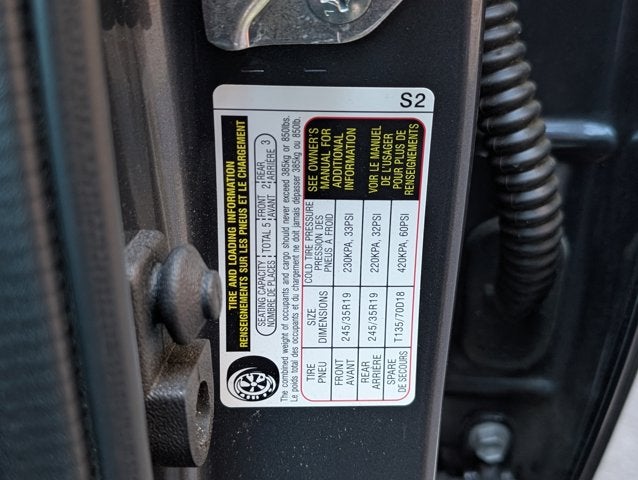 TIRE AND LOADING INFORMATION
RENSEIGNEMENTS SUR LES PNEUS ET LE CHARGEMENT
SEATING CAPACITY TOTAL 5 FRONT 2 REAR 3
NOMBRE DE PLACES AVANT ARRIÈRE
The combined weight of occupants and cargo should never exceed 385kg or 850lbs.
Le poids total des occupants et du chargement ne doit jamais dépasser 385kg ou 850 lb.
TIRE SIZE COLD TIRE PRESSURE
PNEU DIMENSIONS PRESSION DES
PNEUS A FROID
SEE OWNER'S
MANUAL FOR
ADDITIONAL
INFORMATION
FRONT 245/35R19 230KPA, 33PSI
AVANT
VOIR LE MANUEL
DE L'USAGER
POUR PLUS DE
RENSEIGNEMENTS
REAR 245/35R19 220KPA, 32PSI
ARRIÈRE
SPARE T135/70D18 420KPA, 60PSI
DE SECOURS
S2